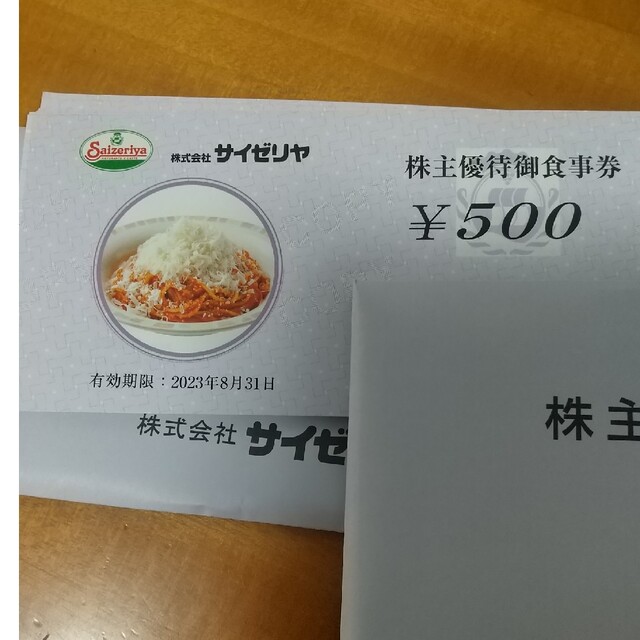 Saizeriya
株式会社 サイゼリヤ
株主優待御食事券
¥500
有効期限：2023年8月31日
株式会社 サイゼ
株主